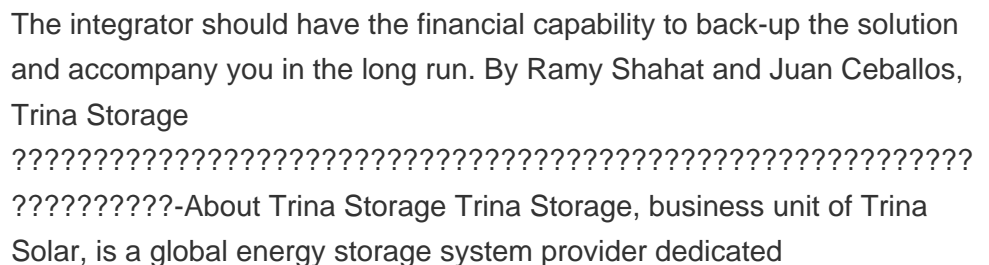 The integrator should have the financial capability to back-up the solution
and accompany you in the long run. By Ramy Shahat and Juan Ceballos,
Trina Storage
???????????????????????????????????????????????????????????
??????????-About Trina Storage Trina Storage, business unit of Trina
Solar, is a global energy storage system provider dedicated